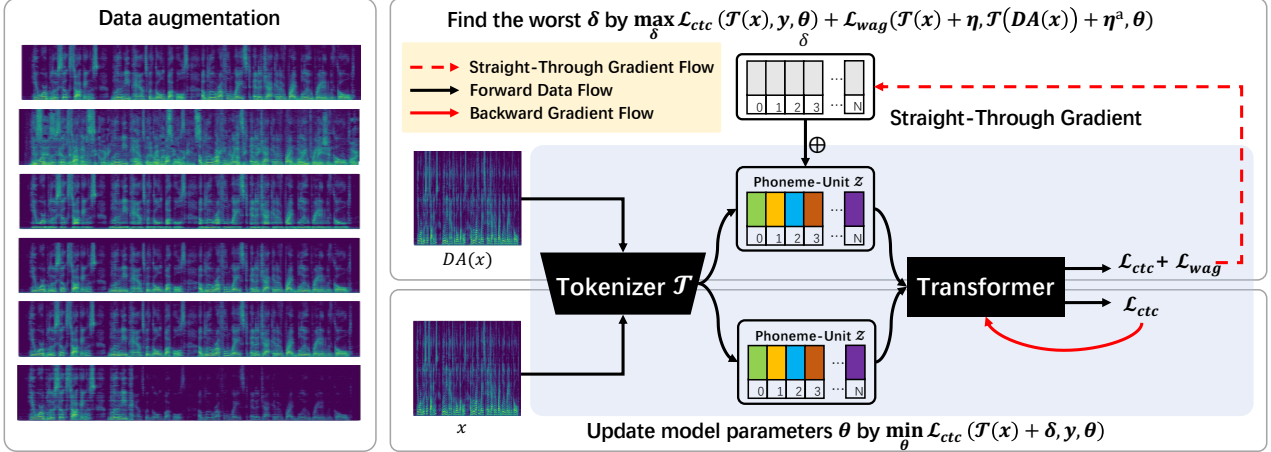 Data augmentation
Find the worst δ by max_δ ℒ_ctc (𝒯(x), y, θ) + ℒ_wag(𝒯(x) + η, 𝒯(DA(x)) + η^a, θ)
δ
Straight-Through Gradient Flow
Forward Data Flow
Backward Gradient Flow
0 1 2 3 ... N
Straight-Through Gradient
⊕
Phoneme-Unit 𝒵
0 1 2 3 ... N
DA(x)
Tokenizer 𝒯
Transformer
ℒ_ctc + ℒ_wag
ℒ_ctc
Phoneme-Unit 𝒵
0 1 2 3 ... N
x
Update model parameters θ by min_θ ℒ_ctc (𝒯(x) + δ, y, θ)